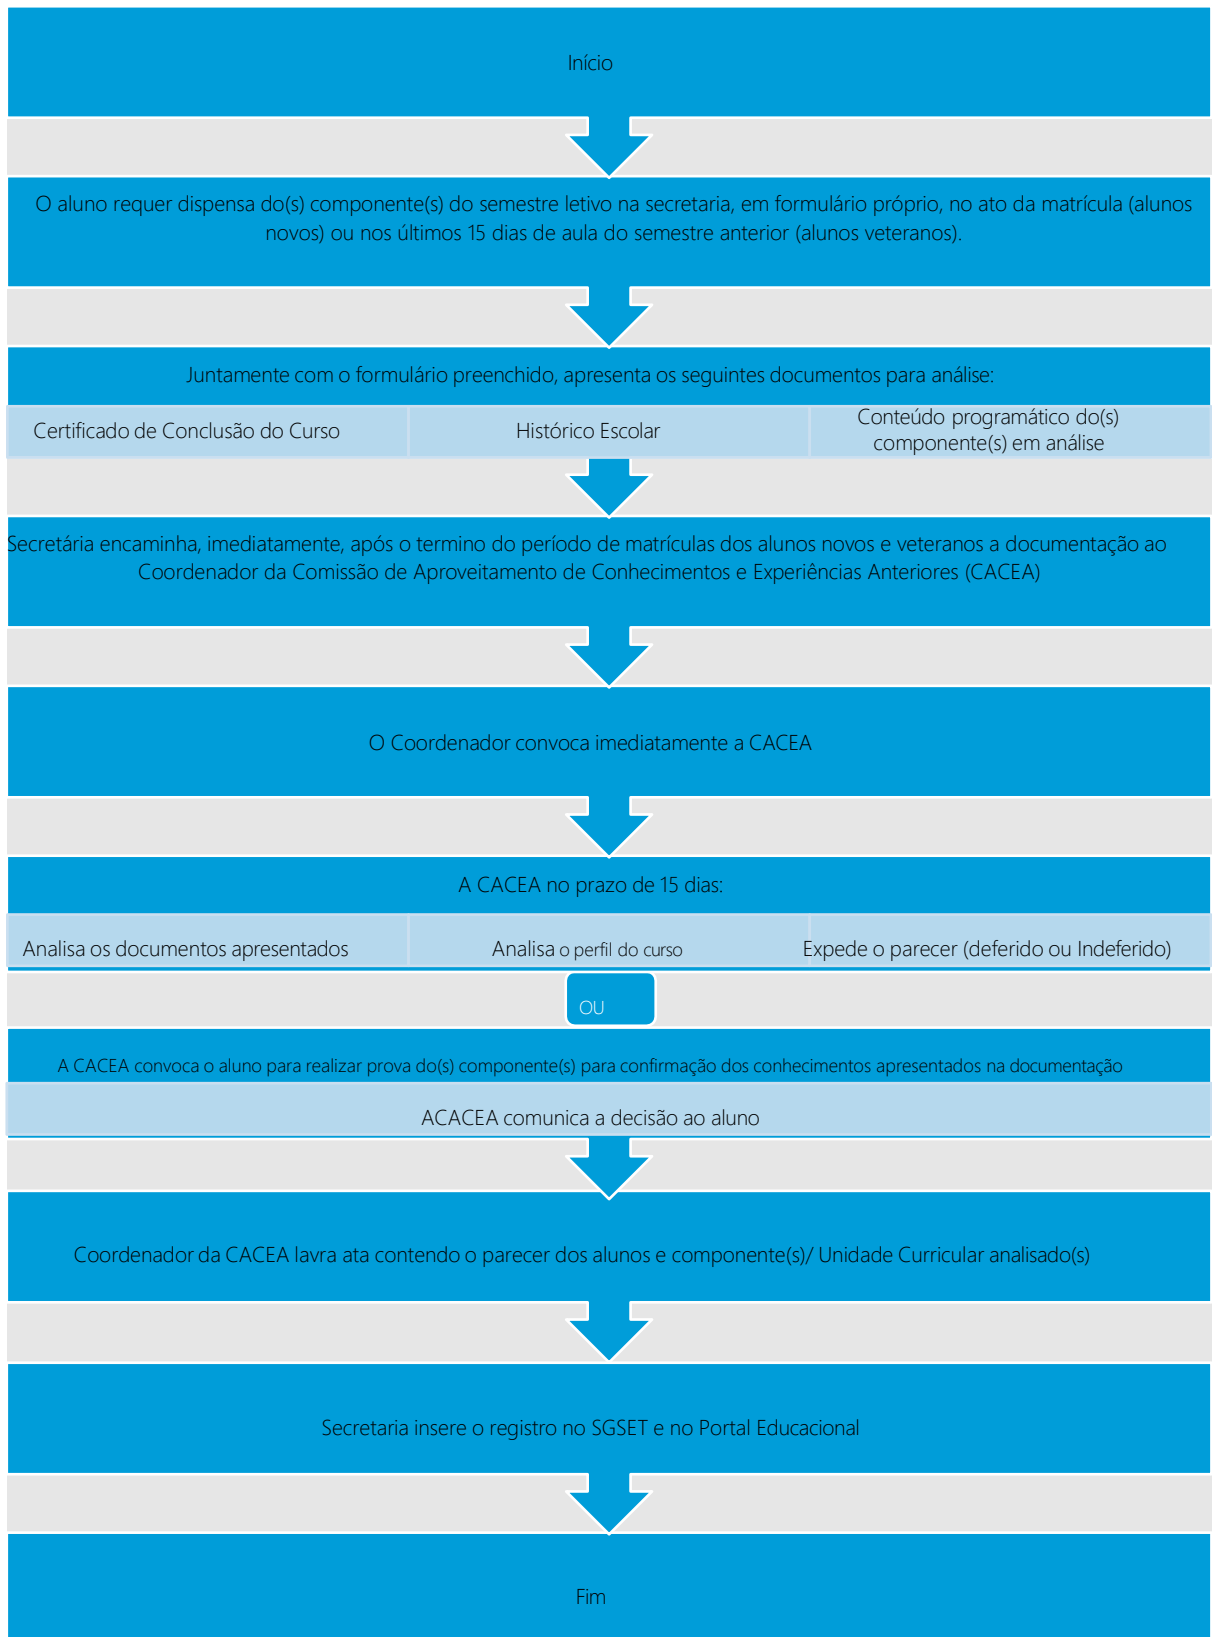 Início
O aluno requer dispensa do(s) componente(s) do semestre letivo na secretaria, em formulário próprio, no ato da matrícula (alunos
novos) ou nos últimos 15 dias de aula do semestre anterior (alunos veteranos).
Juntamente com o formulário preenchido, apresenta os seguintes documentos para análise:
Certificado de Conclusão do Curso
Histórico Escolar
Conteúdo programático do(s)
componente(s) em análise
Secretária encaminha, imediatamente, após o termino do período de matrículas dos alunos novos e veteranos a documentação ao
Coordenador da Comissão de Aproveitamento de Conhecimentos e Experiências Anteriores (CACEA)
O Coordenador convoca imediatamente a CACEA
A CACEA no prazo de 15 dias:
Analisa os documentos apresentados
Analisa o perfil do curso
Expede o parecer (deferido ou Indeferido)
OU
A CACEA convoca o aluno para realizar prova do(s) componente(s) para confirmação dos conhecimentos apresentados na documentação
ACACEA comunica a decisão ao aluno
Coordenador da CACEA lavra ata contendo o parecer dos alunos e componente(s)/ Unidade Curricular analisado(s)
Secretaria insere o registro no SGSET e no Portal Educacional
Fim